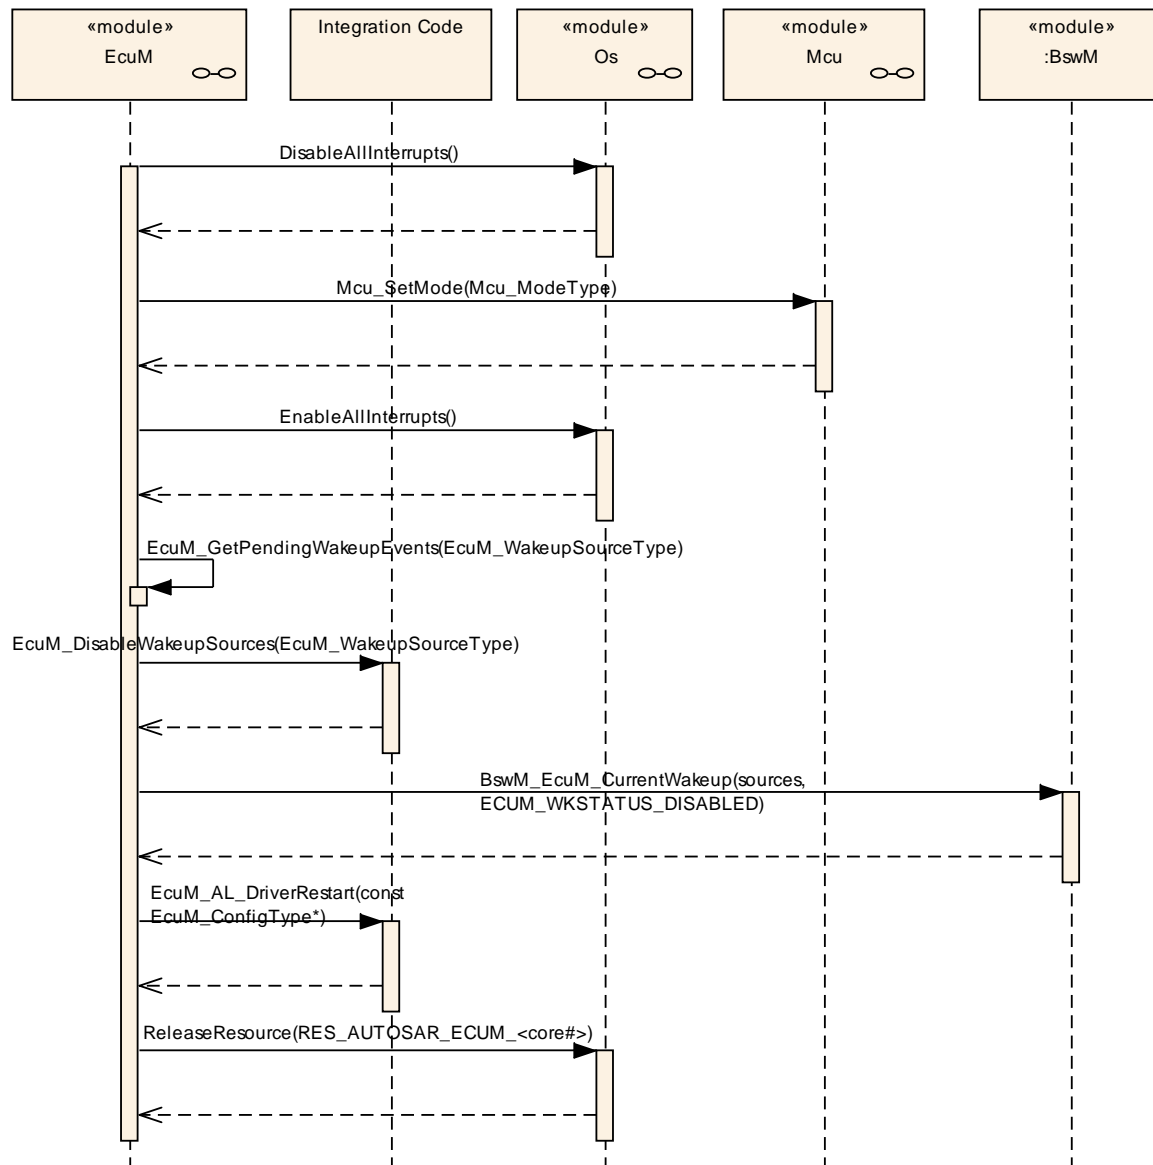 «module»
EcuM
Integration Code
«module»
Os
«module»
Mcu
«module»
:BswM
DisableAllInterrupts()
Mcu_SetMode(Mcu_ModeType)
EnableAllInterrupts()
EcuM_GetPendingWakeupEvents(EcuM_WakeupSourceType)
EcuM_DisableWakeupSources(EcuM_WakeupSourceType)
BswM_EcuM_CurrentWakeup(sources,
ECUM_WKSTATUS_DISABLED)
EcuM_AL_DriverRestart(const
EcuM_ConfigType*)
ReleaseResource(RES_AUTOSAR_ECUM_<core#>)